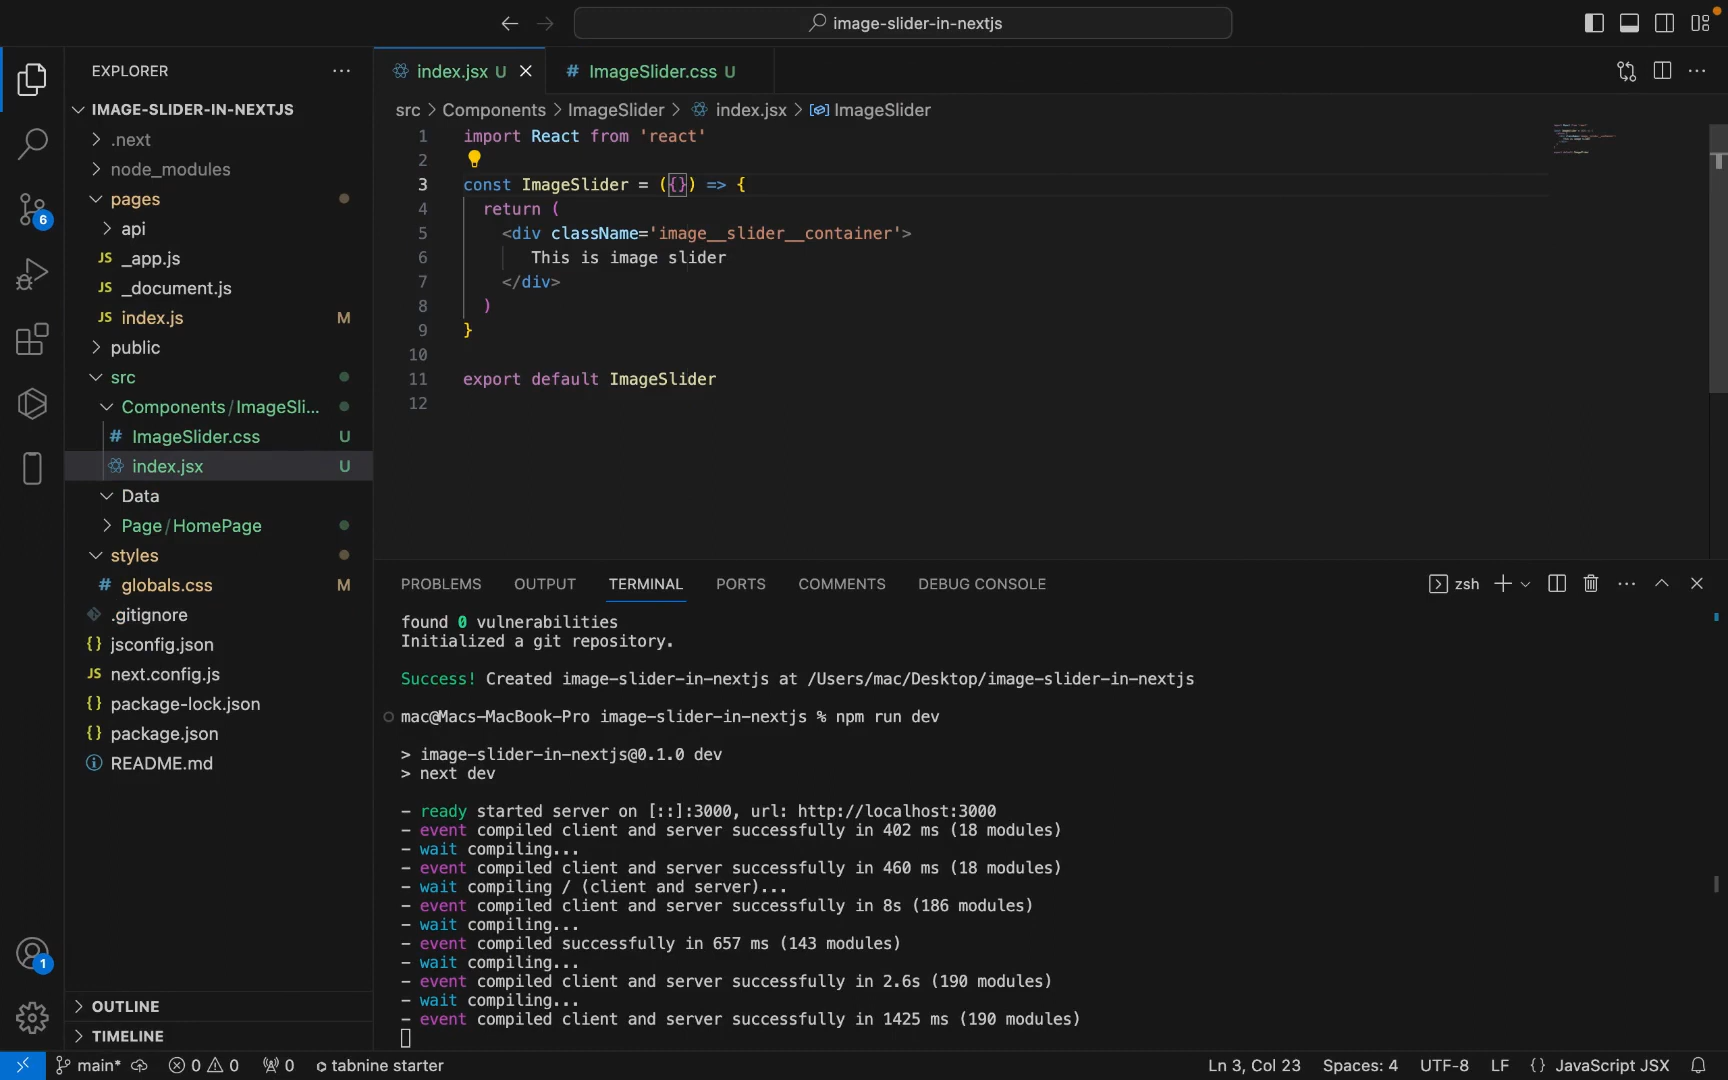 image-slider-in-nextjs
EXPLORER
IMAGE-SLIDER-IN-NEXTJS
.next
node_modules
pages
api
JS _app.js
JS _document.js
JS index.js M
public
src
Components/ImageSli...
# ImageSlider.css U
index.jsx U
Data
Page/HomePage
styles
# globals.css M
.gitignore
{} jsconfig.json
JS next.config.js
{} package-lock.json
{} package.json
README.md
OUTLINE
TIMELINE
6
1
index.jsx U
# ImageSlider.css U
src > Components > ImageSlider > index.jsx > ImageSlider
1 import React from 'react'
2
3 const ImageSlider = ({}) => {
4 return (
5 <div className='image__slider__container'>
6 This is image slider
7 </div>
8 )
9 }
10
11 export default ImageSlider
12
PROBLEMS OUTPUT TERMINAL PORTS COMMENTS DEBUG CONSOLE
zsh
found 0 vulnerabilities
Initialized a git repository.
Success! Created image-slider-in-nextjs at /Users/mac/Desktop/image-slider-in-nextjs
mac@Macs-MacBook-Pro image-slider-in-nextjs % npm run dev
> image-slider-in-nextjs@0.1.0 dev
> next dev
- ready started server on [::]:3000, url: http://localhost:3000
- event compiled client and server successfully in 402 ms (18 modules)
- wait compiling...
- event compiled client and server successfully in 460 ms (18 modules)
- wait compiling / (client and server)...
- event compiled client and server successfully in 8s (186 modules)
- wait compiling...
- event compiled successfully in 657 ms (143 modules)
- wait compiling...
- event compiled client and server successfully in 2.6s (190 modules)
- wait compiling...
- event compiled client and server successfully in 1425 ms (190 modules)
main* 0 0 0 tabnine starter
Ln 3, Col 23 Spaces: 4 UTF-8 LF {} JavaScript JSX